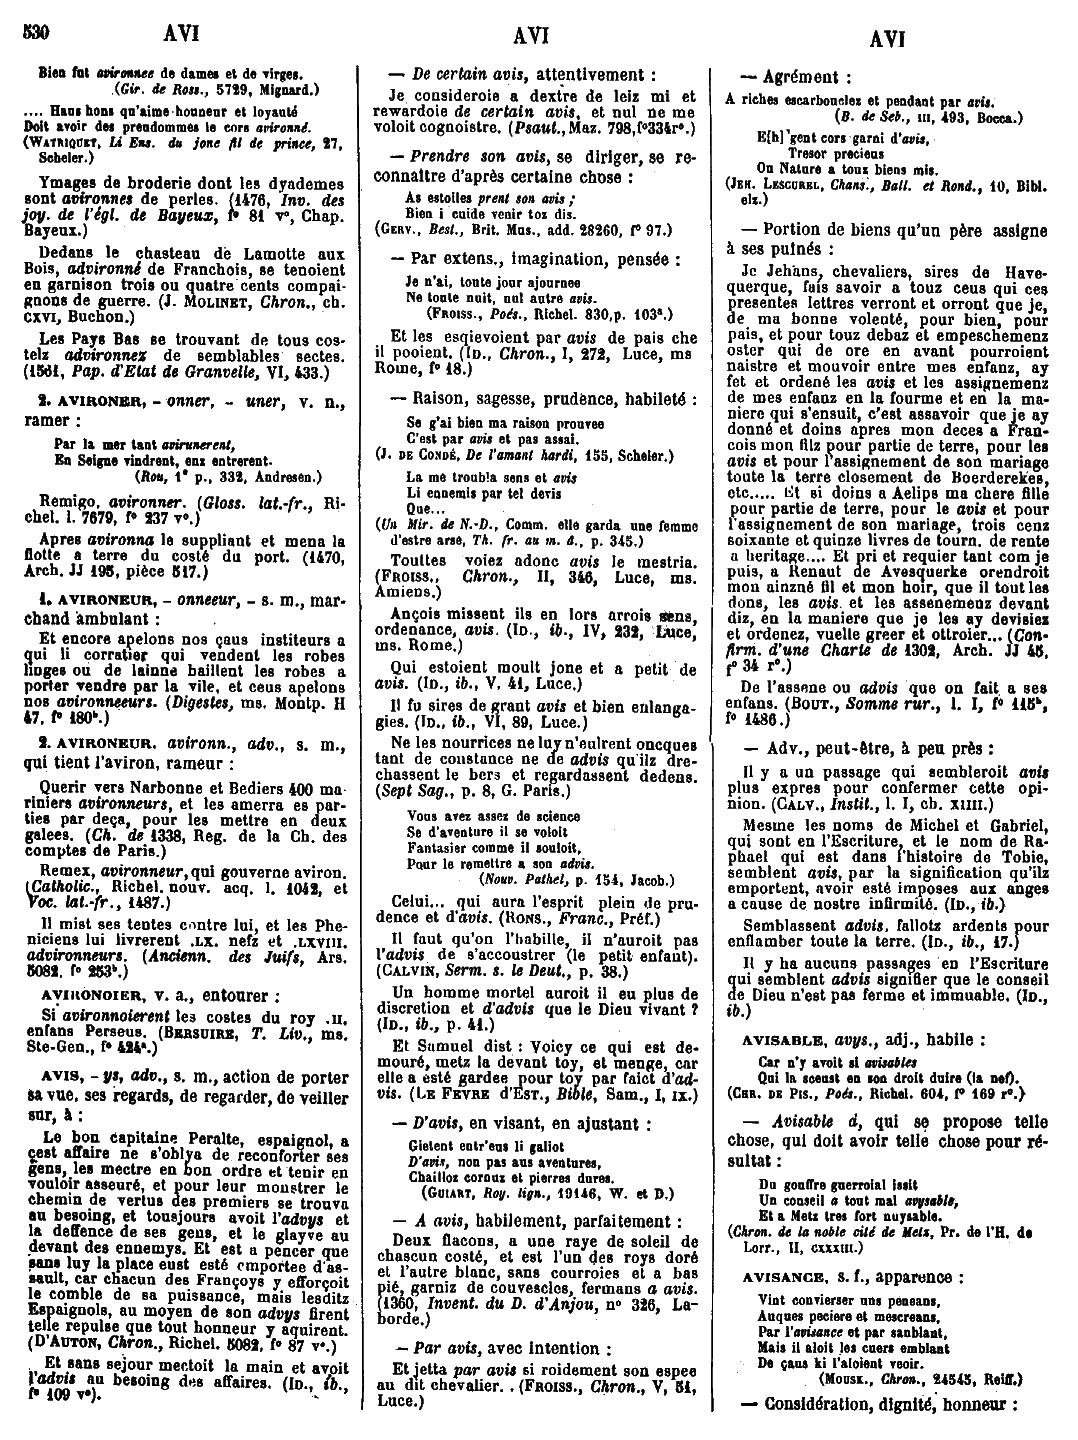 530
AVI
AVI
AVI
Bien fut avironnee de dames et de virges.
(Gir. de Ross., 5729, Mignard.)
.... Haus hons qu'aime honneur et loyauté
Doit avoir des preudommes le cors avironné.
(WATRIQUET, Li Ens. du jone fil de prince, 27,
Scheler.)
Ymages de broderie dont les dyademes
sont avironnes de perles. (1476, Inv. des
joy. de l'égl. de Bayeux, f° 81 v°, Chap.
Bayeux.)
Dedans le chasteau de Lamotte aux
Bois, advironné de Franchois, se tenoient
en garnison trois ou quatre cents compai-
gnons de guerre. (J. MOLINET, Chron., ch.
CXVI, Buchon.)
Les Pays Bas se trouvant de tous cos-
telz advironnez de semblables sectes.
(1561, Pap. d'Etat de Granvelle, VI, 433.)
2. AVIRONER, - onner, - uner, v. n.,
ramer :
Par la mer tant avirunerent,
En Seigne vindrent, enz entrerent.
(Rou, 1e p., 332, Andresen.)
Remigo, avironner. (Gloss. lat.-fr., Ri-
chel. l. 7679, f° 237 v°.)
Apres avironna le suppliant et mena la
flotte a terre du costé du port. (1470,
Arch. JJ 195, pièce 517.)
1. AVIRONEUR, - onneeur, - s. m., mar-
chand ambulant :
Et encore apelons nos çaus institeurs a
qui li corratier qui vendent les robes
linges ou de lainne baillent les robes a
porter vendre par la vile, et ceus apelons
nos avironneeurs. (Digestes, ms. Montp. H
47, f° 180b.)
2. AVIRONEUR. avironn., adv., s. m.,
qui tient l'aviron, rameur :
Querir vers Narbonne et Bediers 400 ma-
riniers avironneurs, et les amerra es par-
ties par deça, pour les mettre en deux
galees. (Ch. de 1338, Reg. de la Ch. des
comptes de Paris.)
Remex, avironneur, qui gouverne aviron.
(Catholic., Richel. nouv. acq. l. 1042, et
Voc. lat.-fr., 1487.)
Il mist ses tentes contre lui, et les Phe-
niciens lui livrerent .LX. nefz et .LXVIII.
advironneurs. (Ancienn. des Juifs, Ars.
5082, f° 253b.)
AVIRONOIER, v. a., entourer :
Si avironnoierent les costes du roy .II.
enfans Perseus. (BERSUIRE, T. Liv., ms.
Ste-Gen., f° 424a.)
AVIS, - ys, adv., s. m., action de porter
sa vue, ses regards, de regarder, de veiller
sur, à :
Le bon capitaine Peralte, espaignol, a
çest affaire ne s'oblya de reconforter ses
gens, les mectre en bon ordre et tenir en
vouloir asseuré, et pour leur monstrer le
chemin de vertus des premiers se trouva
au besoing, et tousjours avoit l'advys et
la deffence de ses gens, et le glayve au
devant des ennemys. Et est a pencer que
sans luy la place eust esté emportee d'as-
sault, car chacun des Françoys y efforçoit
le comble de sa puissance, mais lesditz
Espaignols, au moyen de son advys firent
telle repulse que tout honneur y aquirent.
(D'AUTON, Chron., Richel. 5082, f° 87 v°.)
Et sans sejour mectoit la main et avoit
l'advis au besoing des affaires. (ID., ib.,
f° 109 v°).
— De certain avis, attentivement :
Je consideroie a dextre de leiz mi et
rewardoie de certain avis, et nul ne me
voloit cognoistre. (Psaut., Maz. 798, f°334r°.)
— Prendre son avis, se diriger, se re-
connaître d'après certaine chose :
As estoiles prent son avis ;
Bien i cuide venir toz dis.
(GERV., Best., Brit. Mus., add. 28260, f° 97.)
— Par extens., imagination, pensée :
Je n'ai, toute jour ajournee
Ne toute nuit, nul autre avis.
(FROISS., Poés., Richel. 830, p. 103a.)
Et les esqievoient par avis de pais che
il pooient. (ID., Chron., I, 272, Luce, ms
Rome, f° 18.)
— Raison, sagesse, prudence, habileté :
Se g'ai bien ma raison prouvee
C'est par avis et pas assai.
(J. DE CONDÉ, De l'amant hardi, 155, Scheler.)
La me troubla sens et avis
Li ennemis par tel devis
Que...
(Un Mir. de N.-D., Comm. elle garda une femme
d'estre arse, Th. fr. au m. â., p. 345.)
Touttes voiez adonc avis le mestria.
(FROISS., Chron., II, 346, Luce, ms.
Amiens.)
Ançois missent ils en lors arrois sens,
ordenance, avis. (ID., ib., IV, 232, Luce,
ms. Rome.)
Qui estoient moult jone et a petit de
avis. (ID., ib., V, 41, Luce.)
Il fu sires de grant avis et bien enlanga-
gies. (ID., ib., VI, 89, Luce.)
Ne les nourrices ne luy n'eulrent oncques
tant de constance ne de advis qu'ilz dre-
chassent le bers et regardassent dedens.
(Sept Sag., p. 8, G. Paris.)
Vous avez assez de science
Se d'aventure il se voloit
Fantasier comme il souloit,
Pour le remettre a son advis.
(Nouv. Pathel, p. 154, Jacob.)
Celui... qui aura l'esprit plein de pru-
dence et d'avis. (RONS., Franc., Préf.)
Il faut qu'on l'habille, il n'auroit pas
l'advis de s'accoustrer (le petit enfant).
(CALVIN, Serm. s. le Deut., p. 38.)
Un homme mortel auroit il eu plus de
discretion et d'advis que le Dieu vivant ?
(ID., ib., p. 41.)
Et Samuel dist : Voicy ce qui est de-
mouré, metz la devant toy, et menge, car
elle a esté gardee pour toy par faict d'ad-
vis. (LE FEVRE d'EST., Bible, Sam., I, IX.)
— D'avis, en visant, en ajustant :
Gietent entr'eus li galiot
D'avis, non pas aus aventures,
Chailloz cornuz et pierres dures.
(GUIART, Roy. lign., 19146, W. et D.)
— A avis, habilement, parfaitement :
Deux flacons, a une raye de soleil de
chascun costé, et est l'un des roys doré
et l'autre blanc, sans courroies et a bas
pié, garniz de couvescles, fermans a avis.
(1360, Invent. du D. d'Anjou, n° 326, La-
borde.)
— Par avis, avec intention :
Et jetta par avis si roidement son espee
au dit chevalier. . (FROISS., Chron., V, 51,
Luce.)
— Agrément :
A riches escarboucles et pendant par avis.
(B. de Seb., III, 493, Bocca.)
E[h] gent cors garni d'avis,
Tresor precieus
Ou Nature a tous biens mis.
(JEH. LESCUREL, Chans., Ball. et Rond., 10, Bibl.
elz.)
— Portion de biens qu'un père assigne
à ses puînés :
Je Jehans, chevaliers, sires de Have-
querque, fais savoir a touz ceus qui ces
presentes lettres verront et orront que je,
de ma bonne volenté, pour bien, pour
pais, et pour touz debaz et empeschemenz
oster qui de ore en avant pourroient
naistre et mouvoir entre mes enfanz, ay
fet et ordené les avis et les assignemenz
de mes enfanz en la fourme et en la ma-
niere qui s'ensuit, c'est assavoir que je ay
donné et doins apres mon deces a Fran-
cois mon filz pour partie de terre, pour les
avis et pour l'assignement de son mariage
toute la terre closement de Boerderekes,
etc..... Et si doins a Aelips ma chere fille
pour partie de terre, pour le avis et pour
l'assignement de son mariage, trois cenz
soixante et quinze livres de tourn. de rente
a heritage.... Et pri et requier tant com je
puis, a Renaut de Avesquerke orendroit
mon ainzné fil et mon hoir, que il tout les
dons, les avis et les assenemenz devant
diz, en la maniere que je les ay devisiez
et ordenez, vuelle greer et ottroier... (Con-
firm. d'une Charte de 1302, Arch. JJ 45,
f° 34 r°.)
De l'assene ou advis que on fait a ses
enfans. (BOUT., Somme rur., l. I, f° 115b,
f° 1486.)
— Adv., peut-être, à peu près :
Il y a un passage qui sembleroit avis
plus expres pour confermer cette opi-
nion. (CALV., Instit., l. I, ch. XIIII.)
Mesme les noms de Michel et Gabriel,
qui sont en l'Escriture, et le nom de Ra-
phael qui est dans l'histoire de Tobie,
semblent avis, par la signification qu'ilz
emportent, avoir esté imposes aux anges
a cause de nostre infirmité. (ID., ib.)
Semblassent advis, fallotz ardents pour
enflamber toute la terre. (ID., ib., 17.)
Il y ha aucuns passages en l'Escriture
qui semblent advis signifier que le conseil
de Dieu n'est pas ferme et immuable. (ID.,
ib.)
AVISABLE, avys., adj., habile :
Car n'y avoit si avisables
Qui la sceust en son droit duire (la nef).
(CHR. DE PIS., Poés., Richel. 604, f° 169 r°.)
— Avisable à, qui se propose telle
chose, qui doit avoir telle chose pour ré-
sultat :
Du gouffre guerroial issit
Un conseil a tout mal avysable,
Et a Metz tres fort nuysable.
(Chron. de la noble cité de Metz, Pr. de l'H. de
Lorr., II, CXXIII.)
AVISANCE, s. f., apparence :
Vint convierser uns penеans,
Auques peciere et mescreans,
Par l'avisance et par sanblant,
Mais il aloit les cuers emblant
De çaus ki l'aloient veoir.
(MOUSK., Chron., 24545, Reiff.)
— Considération, dignité, honneur :